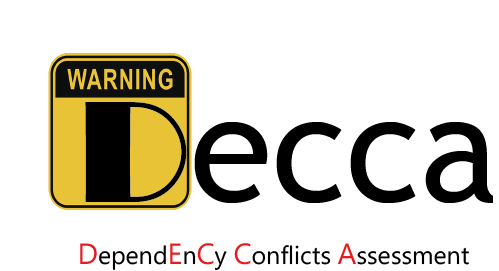 WARNING
Decca
DependEnCy Conflicts Assessment